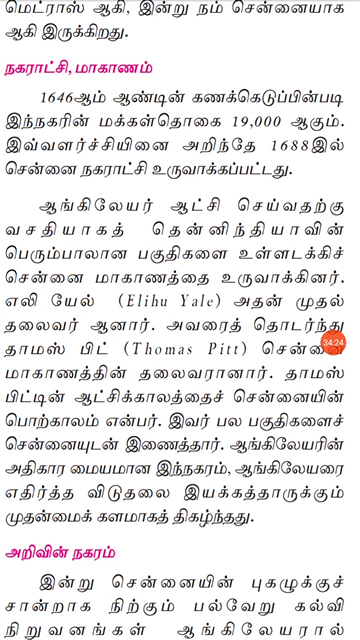 மெட்ராஸ் ஆகி, இன்று நம் சென்னையாக
ஆகி இருக்கிறது.
நகராட்சி, மாகாணம்
1646ஆம் ஆண்டின் கணக்கெடுப்பின்படி
இந்நகரின் மக்கள்தொகை 19,000 ஆகும்.
இவ்வளர்ச்சியினை அறிந்தே 1688இல்
சென்னை நகராட்சி உருவாக்கப்பட்டது.
ஆங்கிலேயர் ஆட்சி செய்வதற்கு
வசதியாகத் தென்னிந்தியாவின்
பெரும்பாலான பகுதிகளை உள்ளடக்கிச்
சென்னை மாகாணத்தை உருவாக்கினர்.
எலி யேல் (Elihu Yale) அதன் முதல்
தலைவர் ஆனார். அவரைத் தொடர்ந்து
தாமஸ் பிட் (Thomas Pitt) சென்னை
34:24
மாகாணத்தின் தலைவரானார். தாமஸ்
பிட்டின் ஆட்சிக்காலத்தைச் சென்னையின்
பொற்காலம் என்பர். இவர் பல பகுதிகளைச்
சென்னையுடன் இணைத்தார். ஆங்கிலேயரின்
அதிகார மையமான இந்நகரம், ஆங்கிலேயரை
எதிர்த்த விடுதலை இயக்கத்தாருக்கும்
முதன்மைக் களமாகத் திகழ்ந்தது.
அறிவின் நகரம்
இன்று சென்னையின் புகழுக்குச்
சான்றாக நிற்கும் பல்வேறு கல்வி
நிறுவனங்கள் ஆங்கிலேயரால்